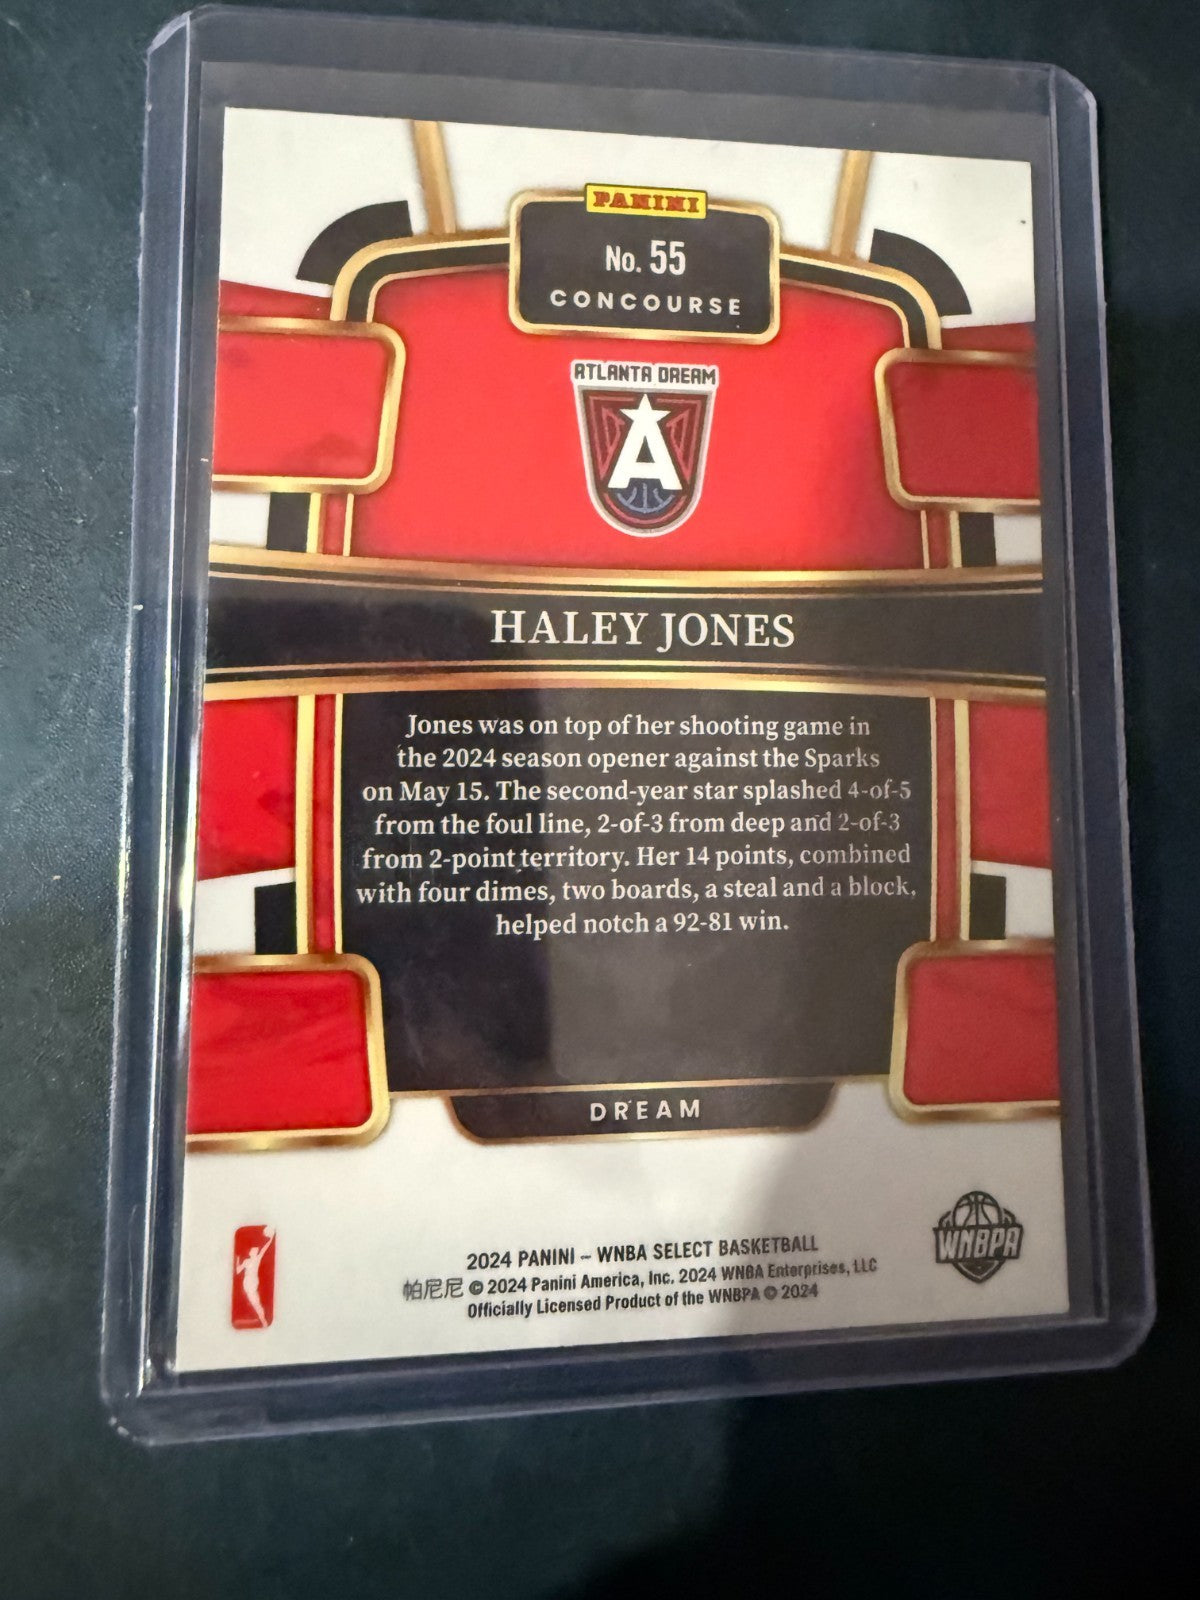 PANINI
No. 55
CONCOURSE
ATLANTA DREAM
A
HALEY JONES
Jones was on top of her shooting game in
the 2024 season opener against the Sparks
on May 15. The second-year star splashed 4-of-5
from the foul line, 2-of-3 from deep and 2-of-3
from 2-point territory. Her 14 points, combined
with four dimes, two boards, a steal and a block,
helped notch a 92-81 win.
DREAM
WNBPA
2024 PANINI – WNBA SELECT BASKETBALL
帕尼尼 © 2024 Panini America, Inc. 2024 WNBA Enterprises, LLC
Officially Licensed Product of the WNBPA © 2024